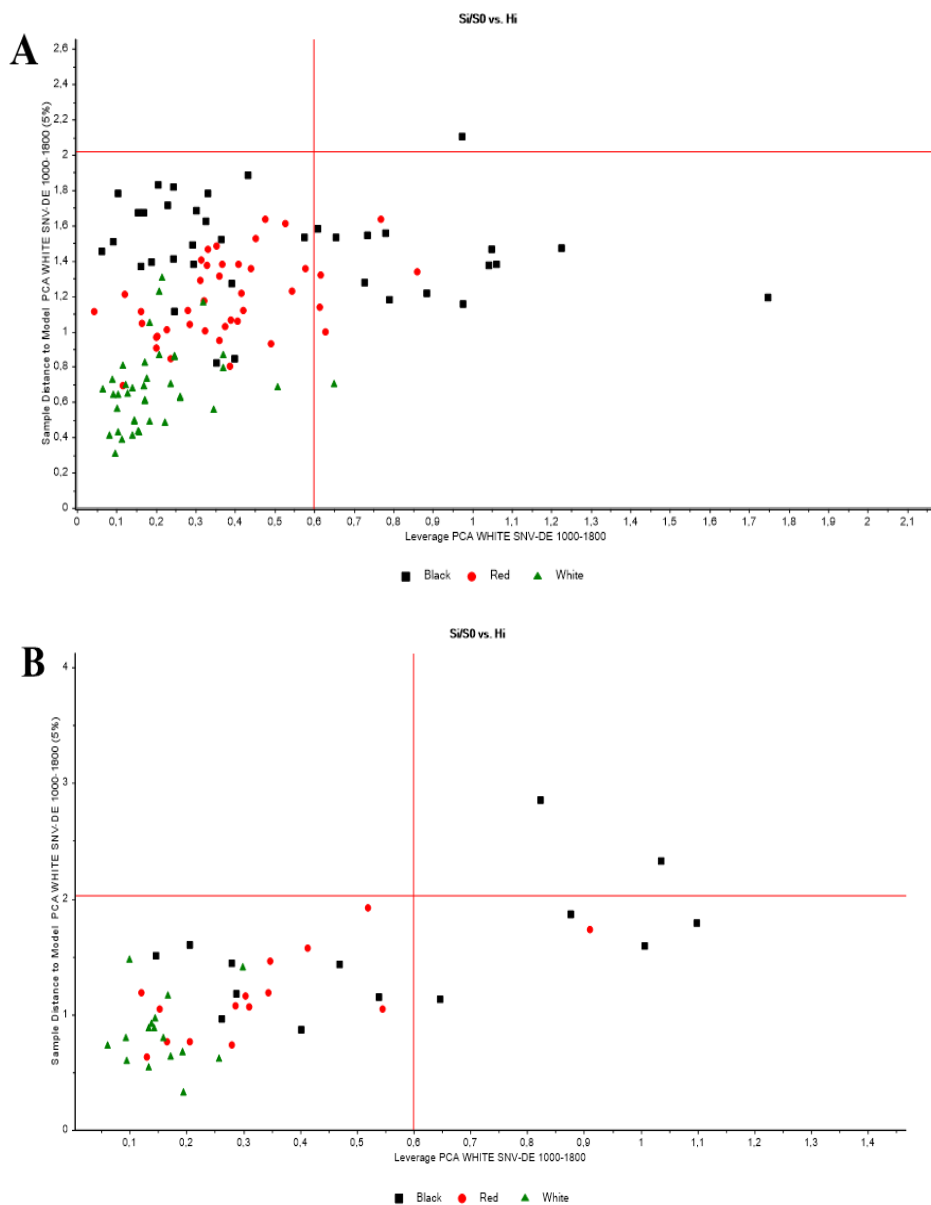 Si/S0 vs. Hi
A
Sample Distance to Model PCA WHITE SNV-DE 1000-1800 (5%)
2,6
2,4
2,2
2
1,8
1,6
1,4
1,2
1
0,8
0,6
0,4
0,2
0
0 0,1 0,2 0,3 0,4 0,5 0,6 0,7 0,8 0,9 1 1,1 1,2 1,3 1,4 1,5 1,6 1,7 1,8 1,9 2 2,1
Leverage PCA WHITE SNV-DE 1000-1800
Black Red White
Si/S0 vs. Hi
B
Sample Distance to Model PCA WHITE SNV-DE 1000-1800 (5%)
4
3
2
1
0
0,1 0,2 0,3 0,4 0,5 0,6 0,7 0,8 0,9 1 1,1 1,2 1,3 1,4
Leverage PCA WHITE SNV-DE 1000-1800
Black Red White